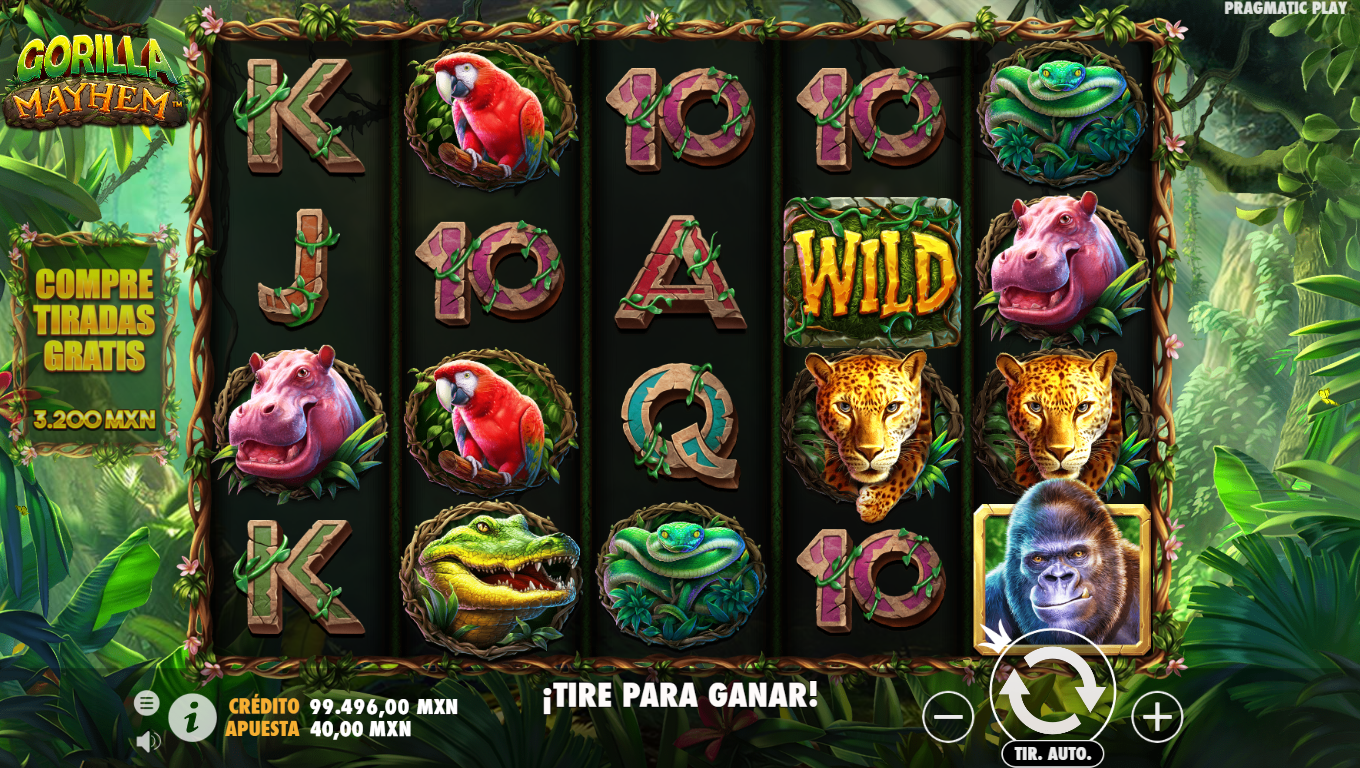 PRAGMATIC PLAY
GORILLA
MAYHEM™
K
10
10
J
10
A
WILD
COMPRE
TIRADAS
GRATIS
3.200 MXN
Q
K
10
¡TIRE PARA GANAR!
CRÉDITO 99.496,00 MXN
APUESTA 40,00 MXN
TIR. AUTO.